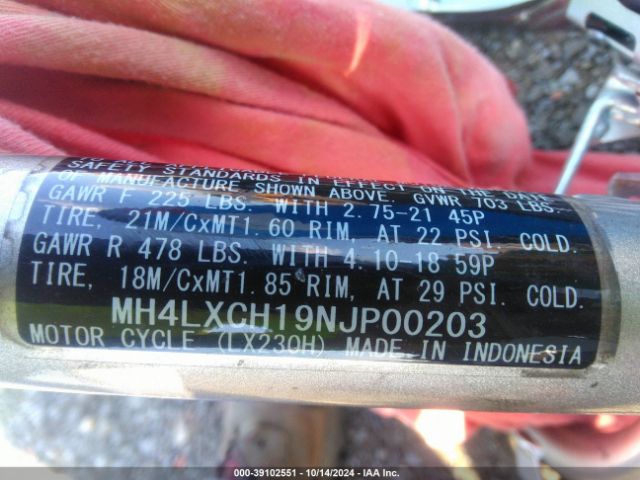 SAFETY STANDARDS IN EFFECT ON THE DATE
OF MANUFACTURE SHOWN ABOVE. GVWR 703 LBS.
GAWR F 225 LBS. WITH 2.75-21 45P
TIRE, 21M/CxMT1.60 RIM, AT 22 PSI. COLD.
GAWR R 478 LBS. WITH 4.10-18 59P
TIRE, 18M/CxMT1.85 RIM, AT 29 PSI. COLD.
MH4LXCH19NJP00203
MOTOR CYCLE (LX230H) MADE IN INDONESIA
000-39102551 | 10/14/2024 | IAA Inc.